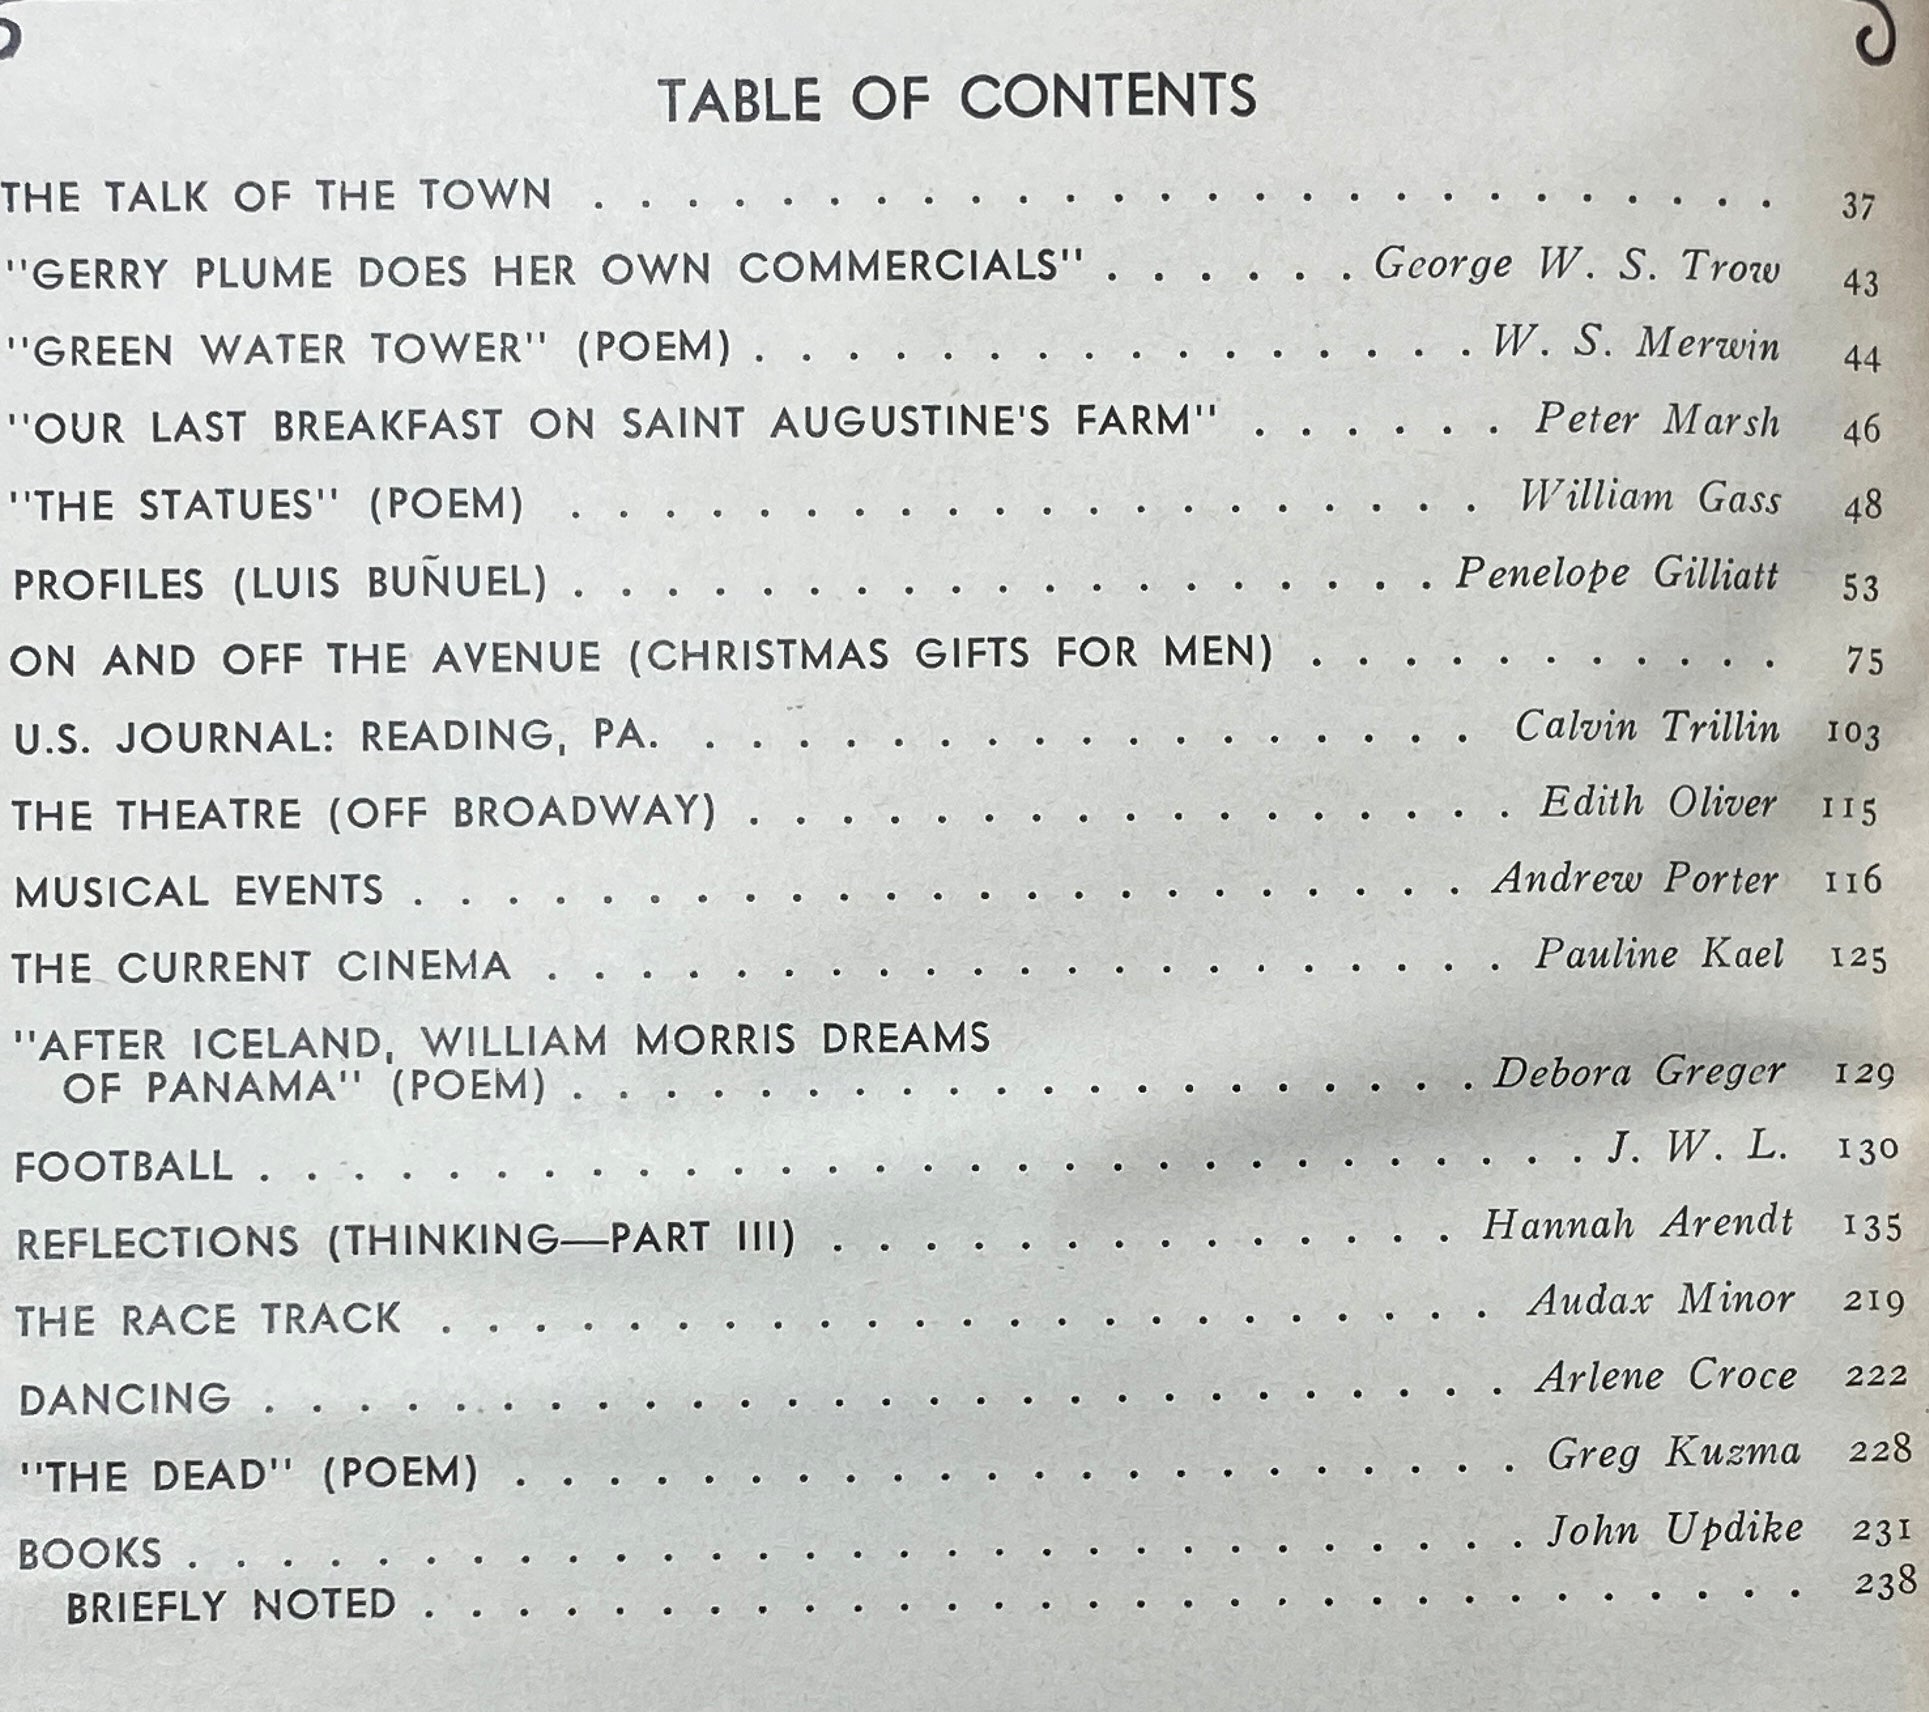 TABLE OF CONTENTS
THE TALK OF THE TOWN . . . . . . . . . . . . . . . . . . . . . . . . . . 37
"GERRY PLUME DOES HER OWN COMMERCIALS" . . . . . . George W. S. Trow 43
"GREEN WATER TOWER" (POEM) . . . . . . . . . . . . . . . . W. S. Merwin 44
"OUR LAST BREAKFAST ON SAINT AUGUSTINE'S FARM" . . . . . . Peter Marsh 46
"THE STATUES" (POEM) . . . . . . . . . . . . . . . . . . . . William Gass 48
PROFILES (LUIS BUÑUEL) . . . . . . . . . . . . . . . . . . . Penelope Gilliatt 53
ON AND OFF THE AVENUE (CHRISTMAS GIFTS FOR MEN) . . . . . . . . . . . 75
U.S. JOURNAL: READING, PA. . . . . . . . . . . . . . . . . . Calvin Trillin 103
THE THEATRE (OFF BROADWAY) . . . . . . . . . . . . . . . . . Edith Oliver 115
MUSICAL EVENTS . . . . . . . . . . . . . . . . . . . . . . . Andrew Porter 116
THE CURRENT CINEMA . . . . . . . . . . . . . . . . . . . . . Pauline Kael 125
"AFTER ICELAND, WILLIAM MORRIS DREAMS
OF PANAMA" (POEM) . . . . . . . . . . . . . . . . . . . . Debora Greger 129
FOOTBALL . . . . . . . . . . . . . . . . . . . . . . . . . . . . . J. W. L. 130
REFLECTIONS (THINKING—PART III) . . . . . . . . . . . . . . Hannah Arendt 135
THE RACE TRACK . . . . . . . . . . . . . . . . . . . . . . . Audax Minor 219
DANCING . . . . . . . . . . . . . . . . . . . . . . . . . . . Arlene Croce 222
"THE DEAD" (POEM) . . . . . . . . . . . . . . . . . . . . . . Greg Kuzma 228
BOOKS . . . . . . . . . . . . . . . . . . . . . . . . . . . . . John Updike 231
BRIEFLY NOTED . . . . . . . . . . . . . . . . . . . . . . . . . . . . 238